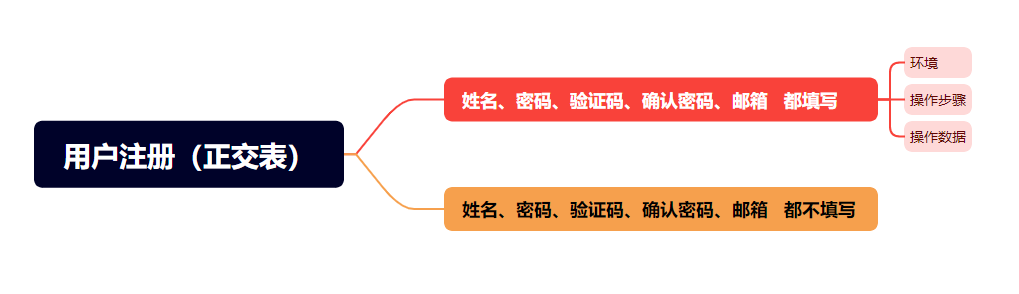 用户注册（正交表）
姓名、密码、验证码、确认密码、邮箱 都填写
环境
操作步骤
操作数据
姓名、密码、验证码、确认密码、邮箱 都不填写